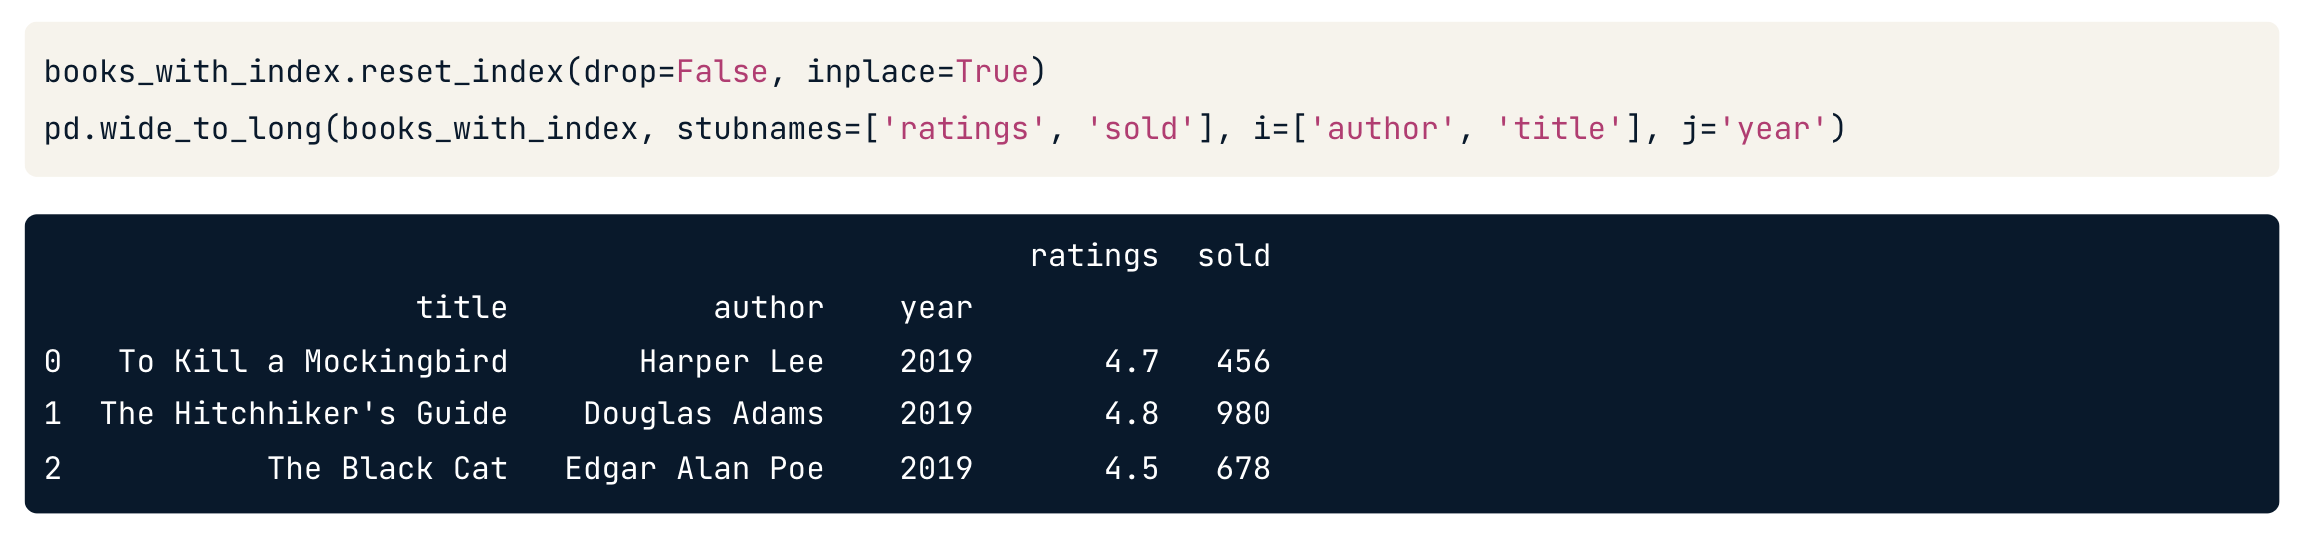 books_with_index.reset_index(drop=False, inplace=True)
pd.wide_to_long(books_with_index, stubnames=['ratings', 'sold'], i=['author', 'title'], j='year')
ratings sold
title author year
0 To Kill a Mockingbird Harper Lee 2019 4.7 456
1 The Hitchhiker's Guide Douglas Adams 2019 4.8 980
2 The Black Cat Edgar Alan Poe 2019 4.5 678